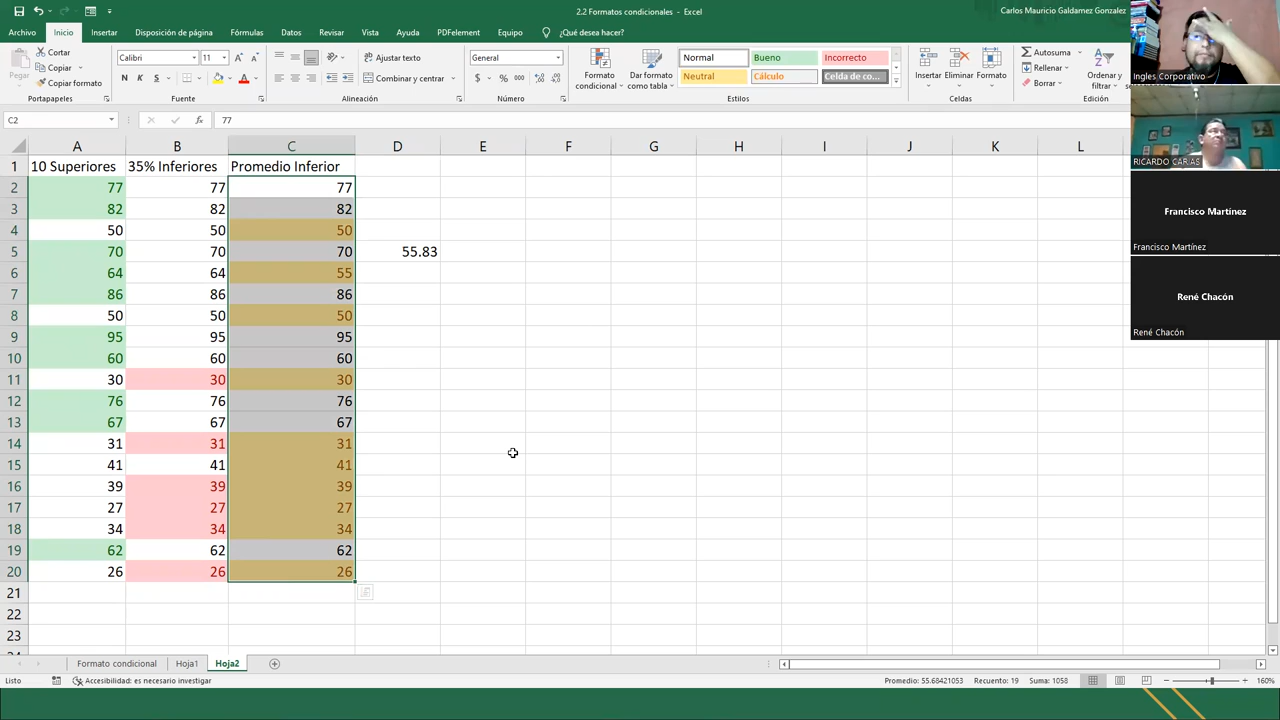 2.2 Formatos condicionales - Excel
Carlos Mauricio Galdamez Gonzalez
Archivo Inicio Insertar Disposición de página Fórmulas Datos Revisar Vista Ayuda PDFelement Equipo ¿Qué desea hacer?
Pegar
Cortar
Copiar
Copiar formato
Portapapeles
Calibri 11
N K S
Fuente
Ajustar texto
Combinar y centrar
Alineación
General
$ % 000
Número
Formato condicional
Dar formato como tabla
Normal Bueno Incorrecto
Neutral Cálculo Celda de co...
Estilos
Insertar Eliminar Formato
Celdas
Autosuma
Rellenar
Borrar
Ordenar y filtrar
Edición
C2 fx 77
A B C D E F G H I J K L
1 10 Superiores 35% Inferiores Promedio Inferior
2 77 77 77
3 82 82 82
4 50 50 50
5 70 70 70 55.83
6 64 64 55
7 86 86 86
8 50 50 50
9 95 95 95
10 60 60 60
11 30 30 30
12 76 76 76
13 67 67 67
14 31 31 31
15 41 41 41
16 39 39 39
17 27 27 27
18 34 34 34
19 62 62 62
20 26 26 26
21
22
23
Formato condicional Hoja1 Hoja2
Listo Accesibilidad: es necesario investigar Promedio: 55.68421053 Recuento: 19 Suma: 1058 160%
Ingles Corporativo
RICARDO CARIAS
Francisco Martínez
Francisco Martínez
René Chacón
René Chacón